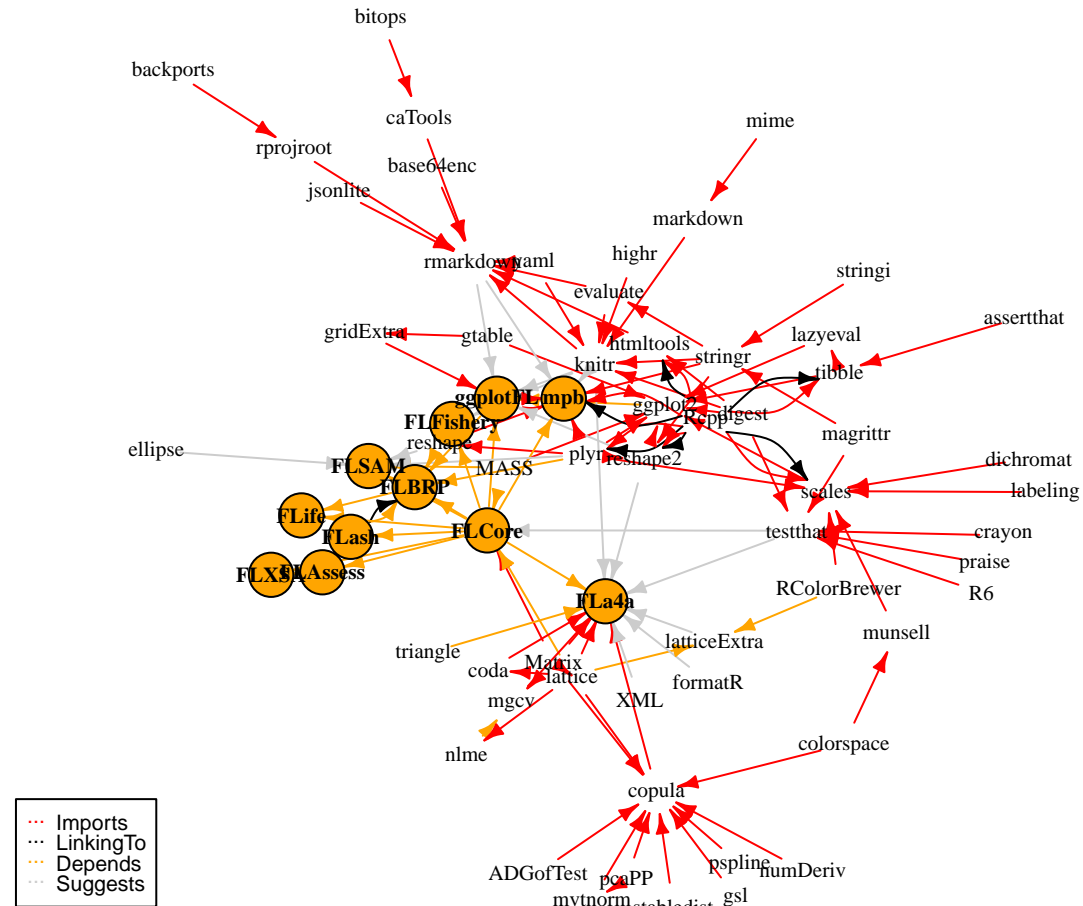 bitops
backports
caTools
mime
rprojroot
base64enc
jsonlite
markdown
rmarkdown
yaml
highr
stringi
evaluate
assertthat
gridExtra
gtable
htmltools
lazyeval
stringr
knitr
tibble
ggplotFL
mpb
ggplot2
digest
FLFishery
Rcpp
reshape
magrittr
ellipse
plyr
reshape2
FLSAM
MASS
dichromat
FLBRP
scales
labeling
FLife
FLash
FLCore
testthat
crayon
praise
FLXSA
FLAssess
RColorBrewer
R6
FLa4a
munsell
triangle
latticeExtra
coda
Matrix
lattice
formatR
mgcv
XML
nlme
colorspace
copula
Imports
LinkingTo
Depends
Suggests
ADGofTest
pcaPP
pspline
numDeriv
mvtnorm
stabledist
gsl